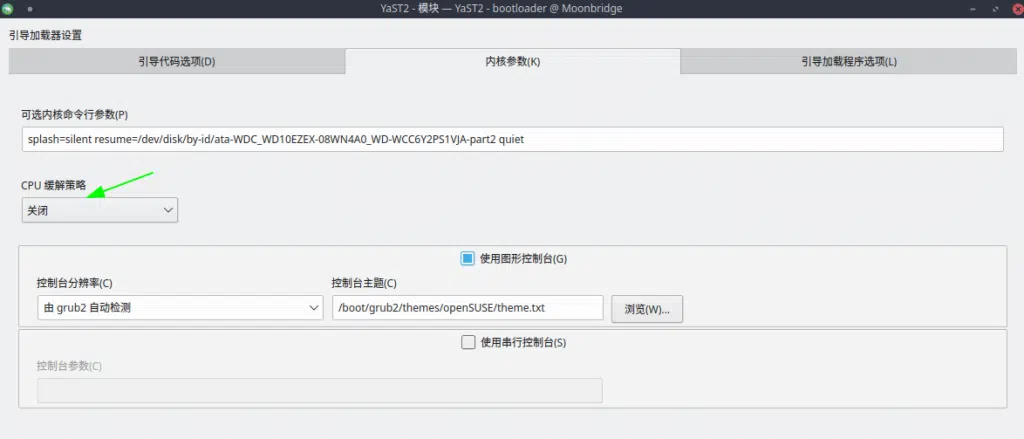 YaST2 - 模块 — YaST2 - bootloader @ Moonbridge
引导加载器设置
引导代码选项(D)
内核参数(K)
引导加载程序选项(L)
可选内核命令行参数(P)
splash=silent resume=/dev/disk/by-id/ata-WDC_WD10EZEX-08WN4A0_WD-WCC6Y2PS1VJA-part2 quiet
CPU 缓解策略
关闭
使用图形控制台(G)
控制台分辨率(C)
控制台主题(C)
由 grub2 自动检测
/boot/grub2/themes/openSUSE/theme.txt
浏览(W)...
使用串行控制台(S)
控制台参数(C)